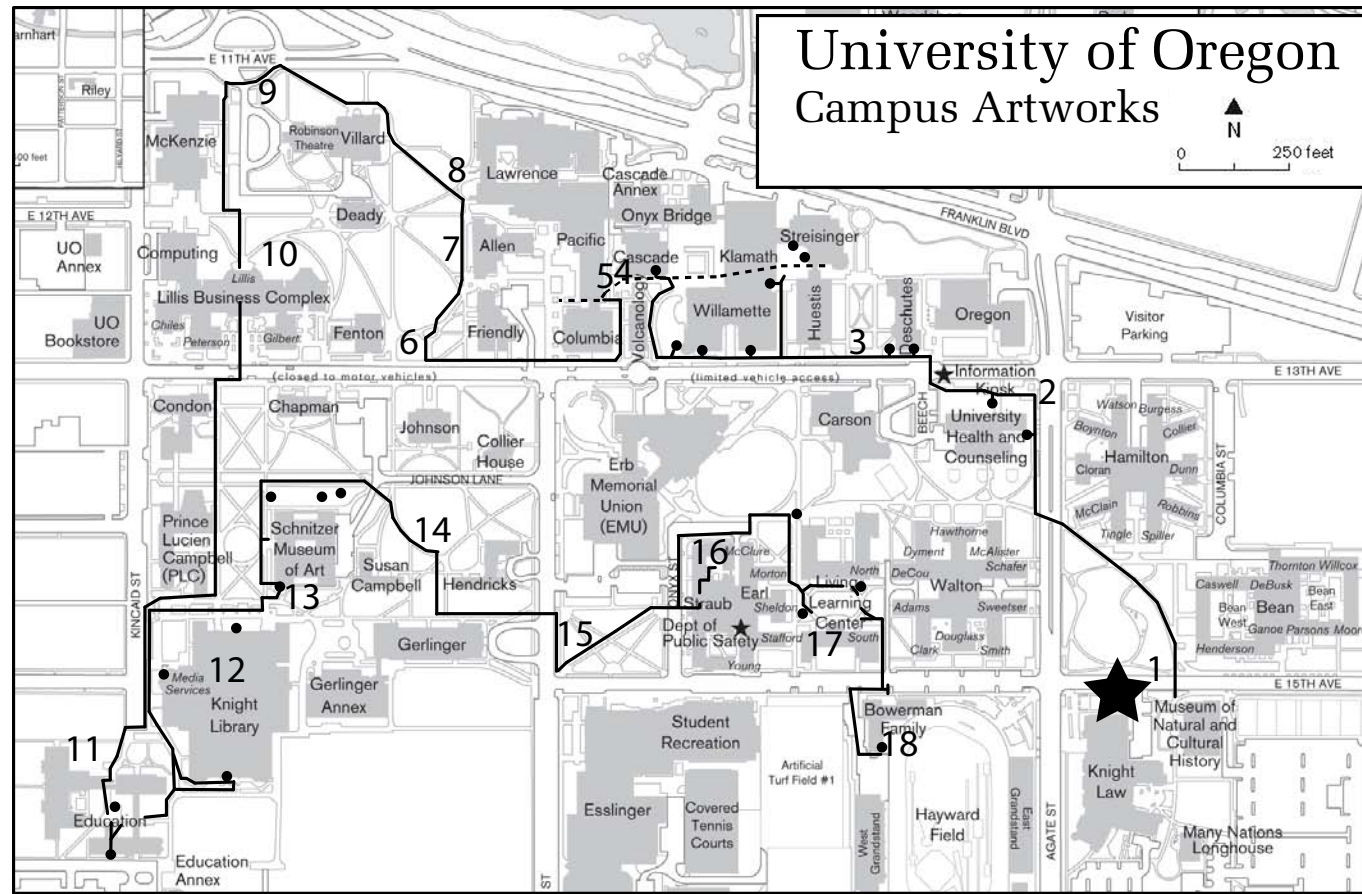 University of Oregon
Campus Artworks
N
0 250 feet
E 11TH AVE
Riley
PATTERSON ST
HILYARD ST
McKenzie
9
Robinson
Theatre
Villard
8
Lawrence
Cascade
Annex
Onyx Bridge
FRANKLIN BLVD
E 12TH AVE
UO
Annex
Computing
Deady
10
7
Allen
Pacific
Cascade
Klamath
Streisinger
54
Lillis
Lillis Business Complex
UO
Bookstore
Chiles
Peterson
Gilbert
Fenton
6
Friendly
Columbia
Volcanology
Willamette
Huestis
3
Deschutes
Oregon
Visitor
Parking
(closed to motor vehicles)
(limited vehicle access)
Information
Kiosk
E 13TH AVE
2
Condon
Chapman
Johnson
Collier
House
Carson
BEECH
University
Health and
Counseling
Watson
Burgess
Boynton
Collier
Hamilton
Cloran
Dunn
McClain
Robbins
Tingle
Spiller
COLUMBIA ST
JOHNSON LANE
Erb
Memorial
Union
(EMU)
Prince
Lucien
Campbell
(PLC)
KINCAID ST
Schnitzer
Museum
of Art
14
Susan
Campbell
Hendricks
13
ONYX ST
16
McClure
Morton
Earl
Sheldon
Straub
Dept of
Public Safety
Stafford
Young
North
Living
Learning
Center
South
17
Hawthorne
Dyment
McAlister
DeCou
Schafer
Walton
Adams
Sweetser
Douglass
Clark
Smith
Thornton
Willcox
Caswell
DeBusk
Bean
West
Bean
Bean
East
Ganoe
Parsons
Moore
Henderson
15
12
Media
Services
Knight
Library
Gerlinger
Gerlinger
Annex
1
E 15TH AVE
Museum of
Natural and
Cultural
History
Knight
Law
Bowerman
Family
18
Student
Recreation
11
Education
Education
Annex
Esslinger
Covered
Tennis
Courts
Artificial
Turf Field #1
West
Grandstand
Hayward
Field
East
Grandstand
AGATE ST
Many Nations
Longhouse
ST